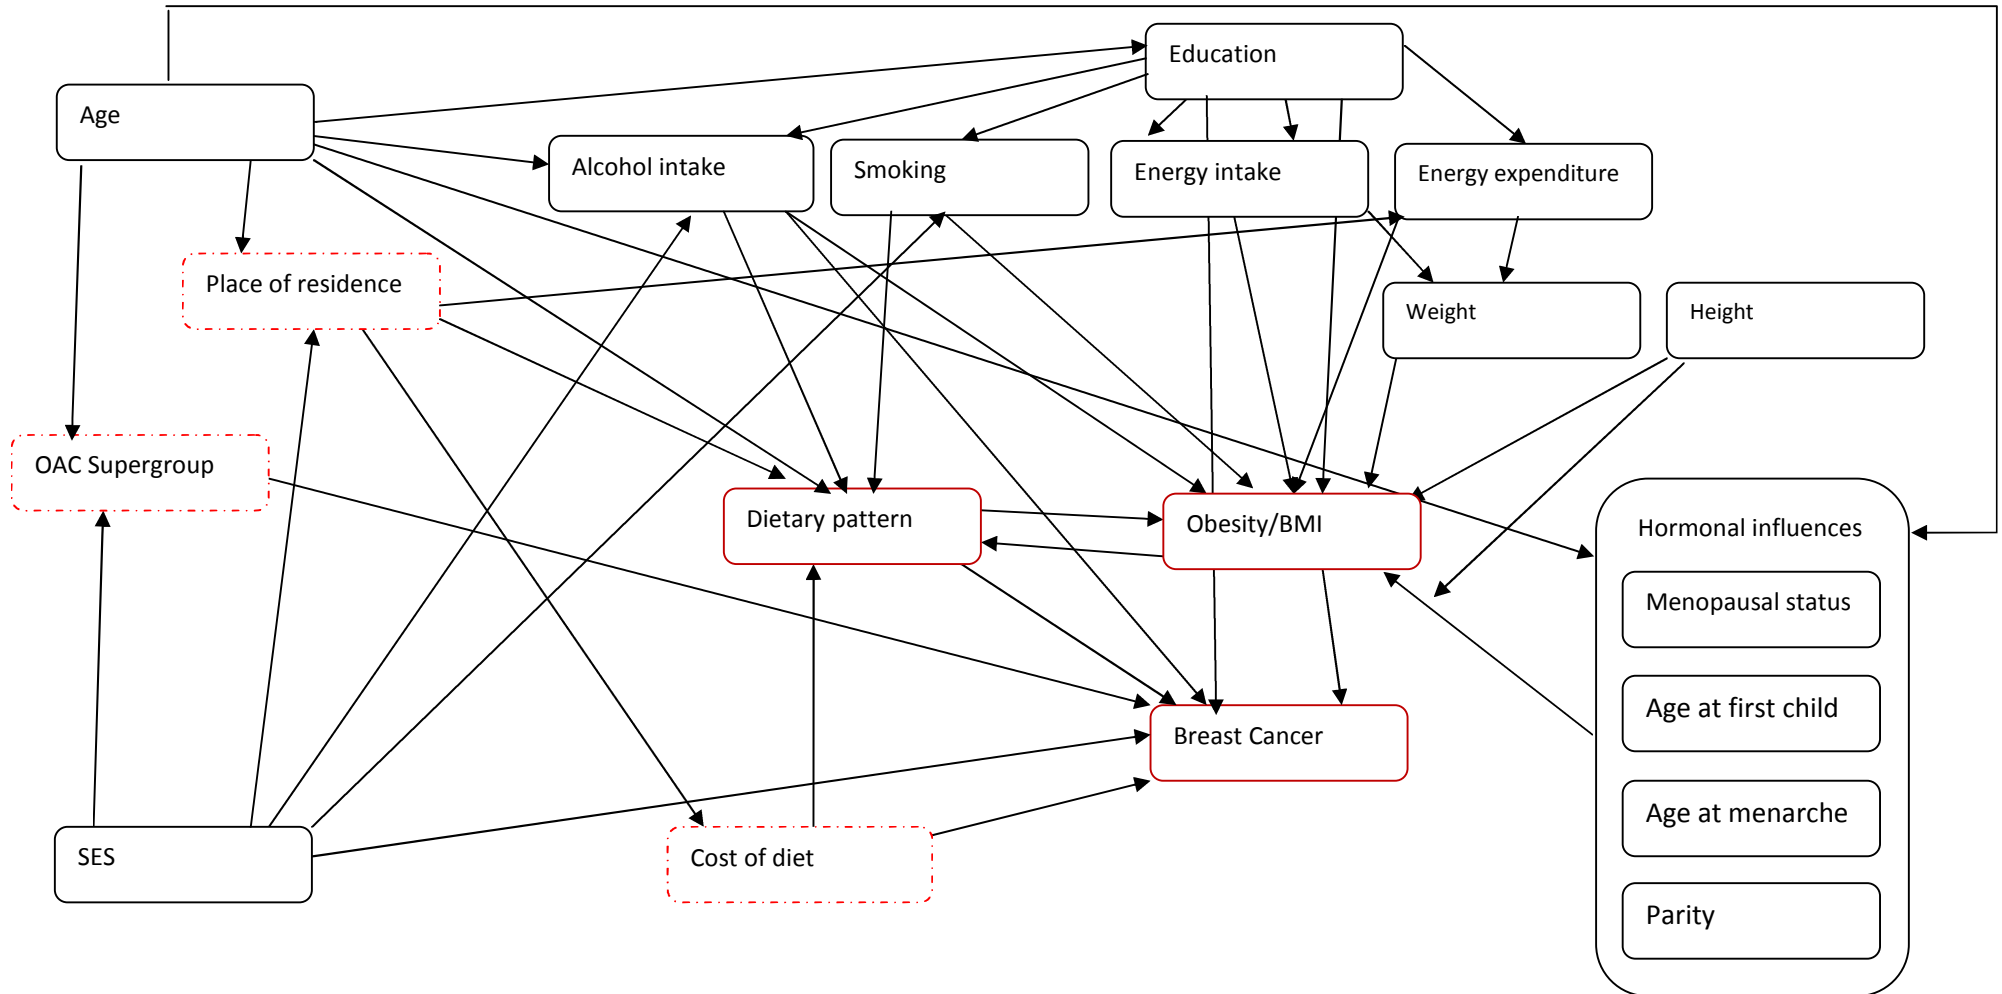 Education
Age
Alcohol intake
Smoking
Energy intake
Energy expenditure
Place of residence
Weight
Height
OAC Supergroup
Dietary pattern
Obesity/BMI
Hormonal influences
Menopausal status
Age at first child
Breast Cancer
Age at menarche
SES
Cost of diet
Parity